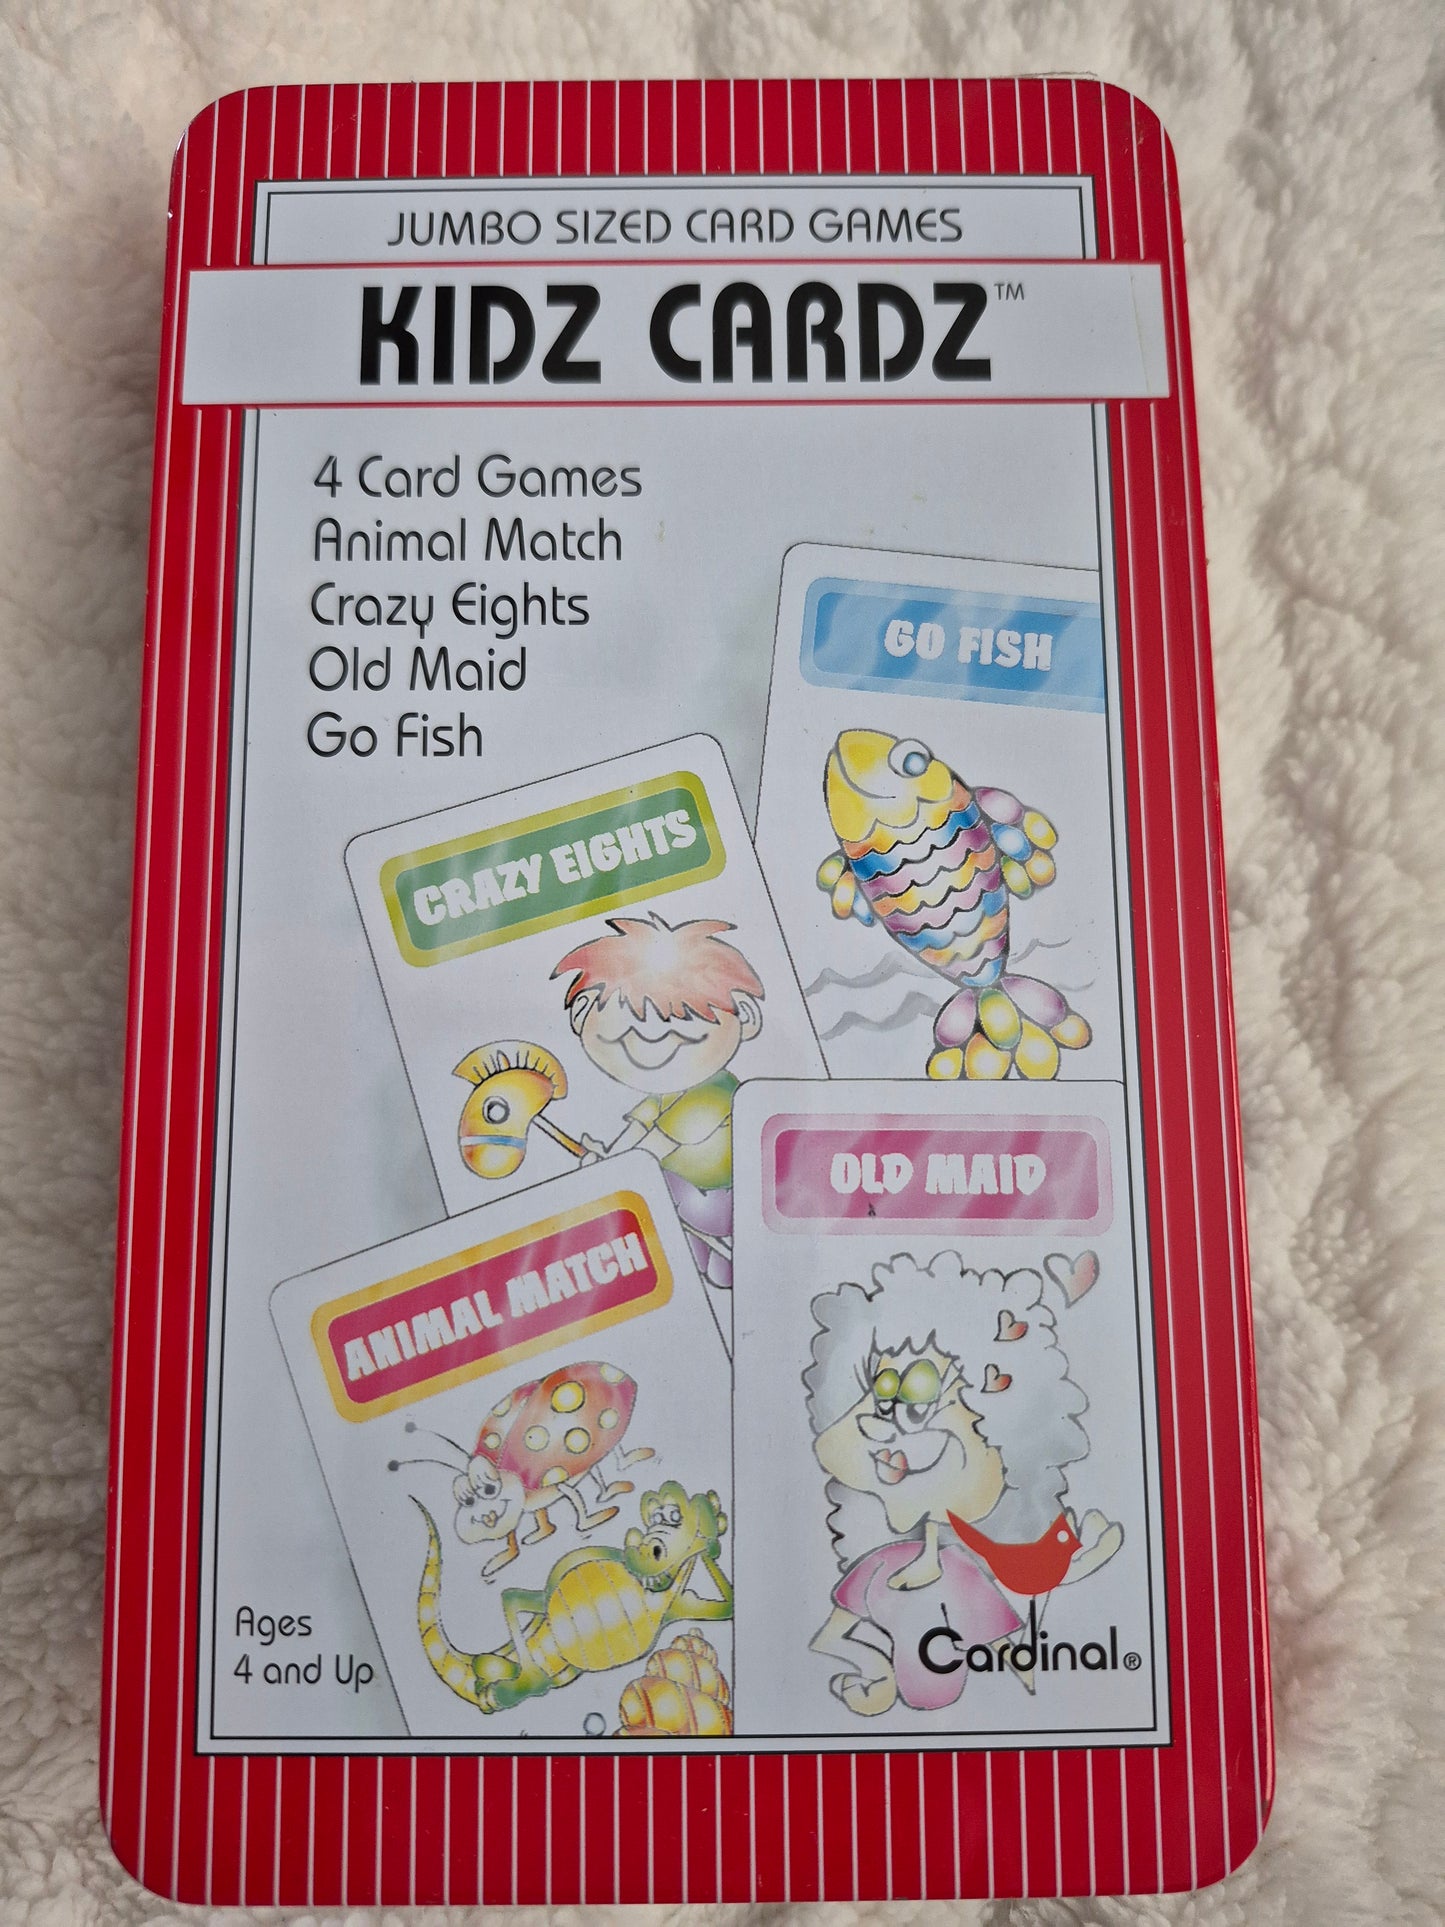 JUMBO SIZED CARD GAMES
KIDZ CARDZ™
4 Card Games
Animal Match
Crazy Eights
Old Maid
Go Fish
GO FISH
CRAZY EIGHTS
OLD MAID
ANIMAL MATCH
Ages
4 and Up
Cardinal®